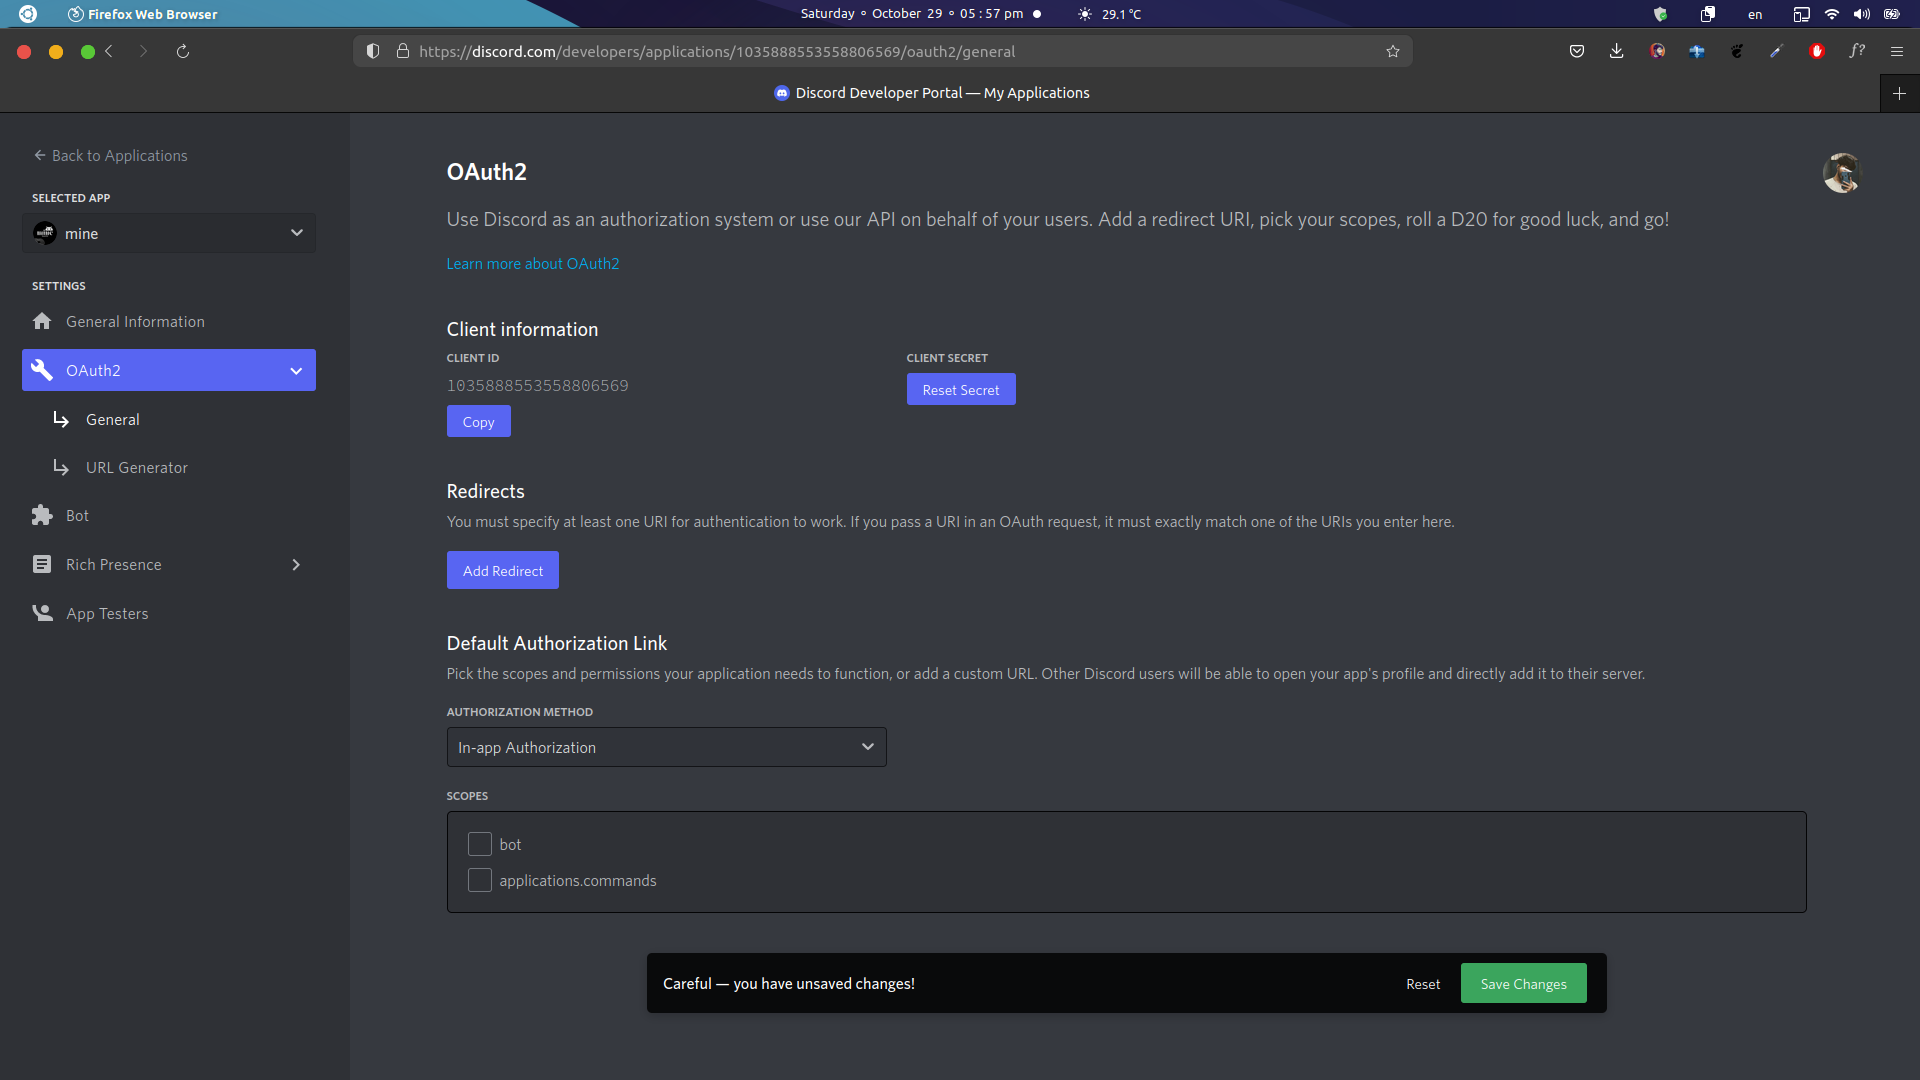 Firefox Web Browser
Saturday ∘ October 29 ∘ 05 : 57 pm
29.1 °C
en
https://discord.com/developers/applications/1035888553558806569/oauth2/general
f?
Discord Developer Portal — My Applications
Back to Applications
SELECTED APP
mine
SETTINGS
General Information
OAuth2
General
URL Generator
Bot
Rich Presence
App Testers
OAuth2
Use Discord as an authorization system or use our API on behalf of your users. Add a redirect URI, pick your scopes, roll a D20 for good luck, and go!
Learn more about OAuth2
Client information
CLIENT ID
1035888553558806569
Copy
CLIENT SECRET
Reset Secret
Redirects
You must specify at least one URI for authentication to work. If you pass a URI in an OAuth request, it must exactly match one of the URIs you enter here.
Add Redirect
Default Authorization Link
Pick the scopes and permissions your application needs to function, or add a custom URL. Other Discord users will be able to open your app's profile and directly add it to their server.
AUTHORIZATION METHOD
In-app Authorization
SCOPES
bot
applications.commands
Careful — you have unsaved changes!
Reset
Save Changes